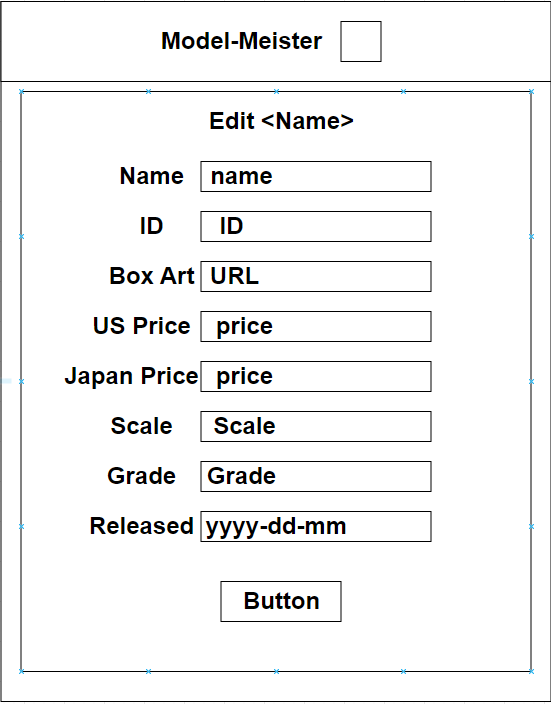 Model-Meister
Edit <Name>
Name name
ID ID
Box Art URL
US Price price
Japan Price price
Scale Scale
Grade Grade
Released yyyy-dd-mm
Button